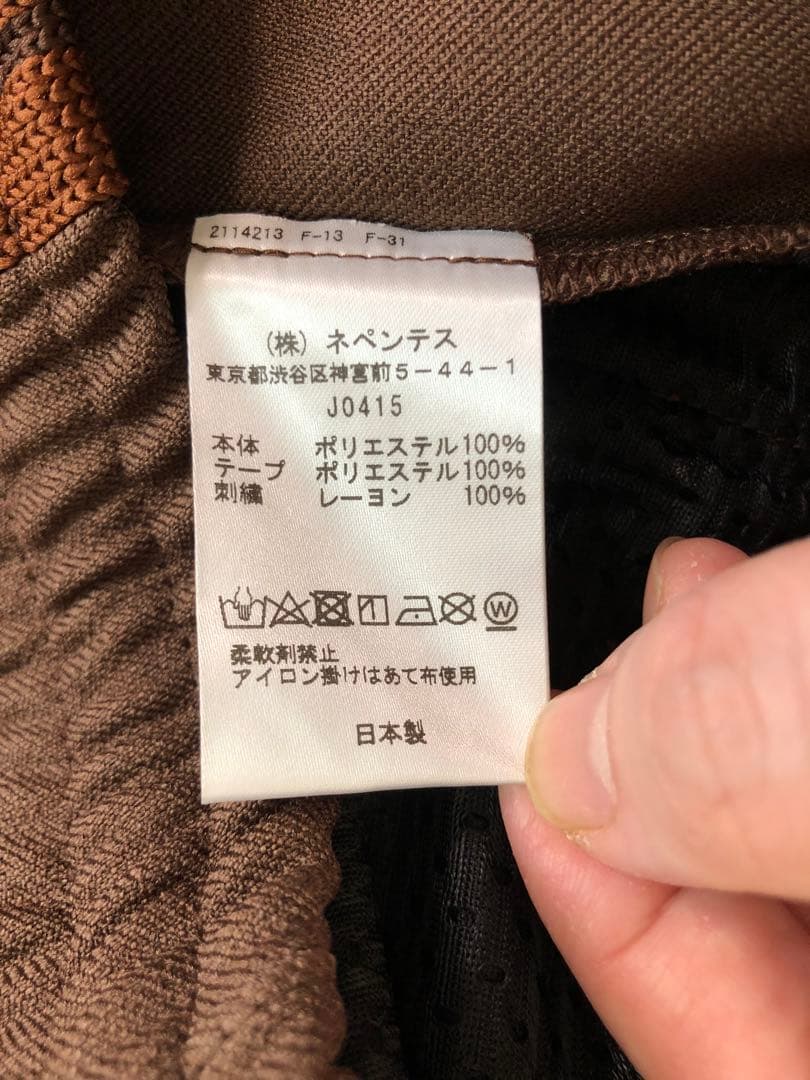 2114213 F-13 F-31
(株) ネペンテス
東京都渋谷区神宮前5-44-1
J0415
本体 ポリエステル100%
テープ ポリエステル100%
刺繍 レーヨン 100%
W
柔軟剤禁止
アイロン掛けはあて布使用
日本製